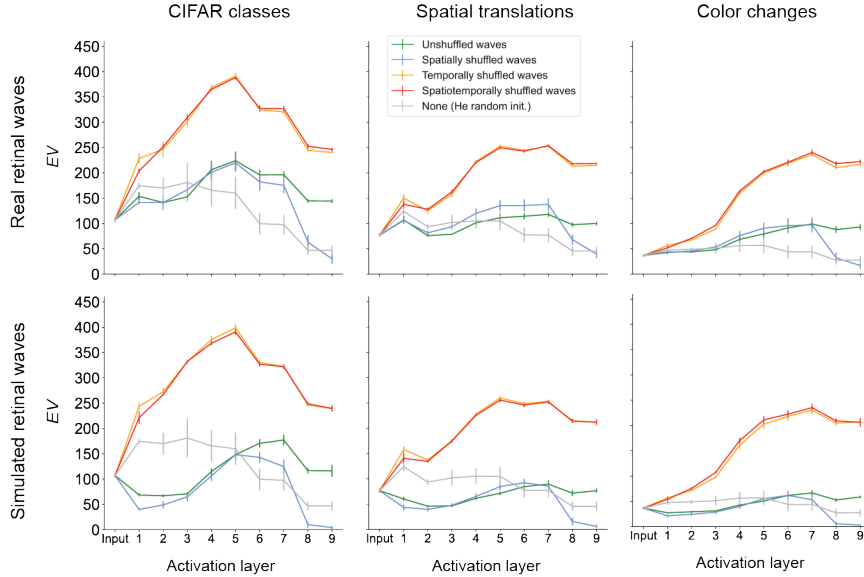 CIFAR classes
Spatial translations
Color changes
Real retinal waves
EV
450
400
350
300
250
200
150
100
50
0
Unshuffled waves
Spatially shuffled waves
Temporally shuffled waves
Spatiotemporally shuffled waves
None (He random init.)
Simulated retinal waves
EV
450
400
350
300
250
200
150
100
50
0
Input 1 2 3 4 5 6 7 8 9
Input 1 2 3 4 5 6 7 8 9
Input 1 2 3 4 5 6 7 8 9
Activation layer
Activation layer
Activation layer